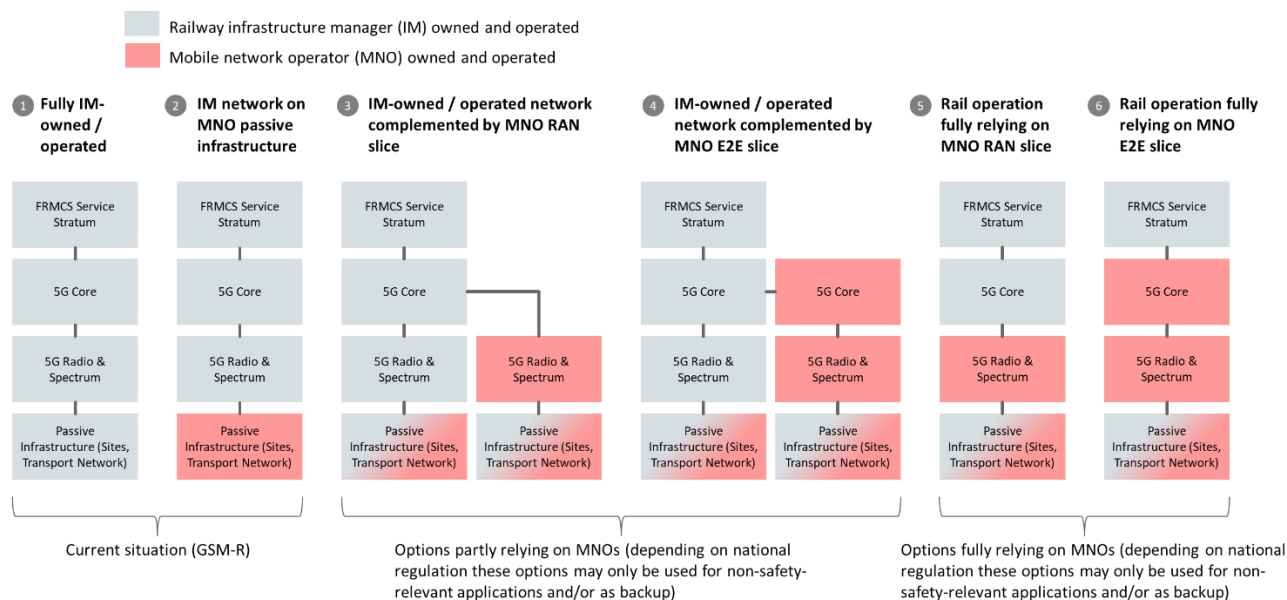 Railway infrastructure manager (IM) owned and operated
Mobile network operator (MNO) owned and operated
1
Fully IM-
owned /
operated
2
IM network on
MNO passive
infrastructure
3
IM-owned / operated network
complemented by MNO RAN
slice
4
IM-owned / operated
network complemented by
MNO E2E slice
5
Rail operation
fully relying on
MNO RAN slice
6
Rail operation fully
relying on MNO
E2E slice
FRMCS Service
Stratum
5G Core
5G Radio &
Spectrum
Passive
Infrastructure (Sites,
Transport Network)
FRMCS Service
Stratum
5G Core
5G Radio &
Spectrum
Passive
Infrastructure (Sites,
Transport Network)
FRMCS Service
Stratum
5G Core
5G Radio &
Spectrum
Passive
Infrastructure (Sites,
Transport Network)
5G Radio &
Spectrum
Passive
Infrastructure (Sites,
Transport Network)
FRMCS Service
Stratum
5G Core
5G Radio &
Spectrum
Passive
Infrastructure (Sites,
Transport Network)
5G Core
5G Radio &
Spectrum
Passive
Infrastructure (Sites,
Transport Network)
FRMCS Service
Stratum
5G Core
5G Radio &
Spectrum
Passive
Infrastructure (Sites,
Transport Network)
FRMCS Service
Stratum
5G Core
5G Radio &
Spectrum
Passive
Infrastructure (Sites,
Transport Network)
Current situation (GSM-R)
Options partly relying on MNOs (depending on national
regulation these options may only be used for non-safety-
relevant applications and/or as backup)
Options fully relying on MNOs (depending on national
regulation these options may only be used for non-
safety-relevant applications and/or as backup)